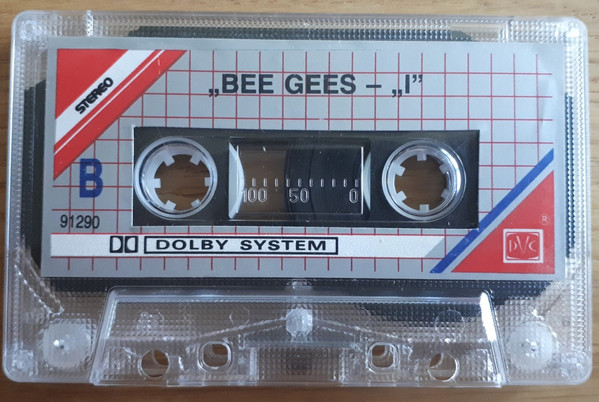 „BEE GEES – „I”
STEREO
B
100 50 0
91290
DOLBY SYSTEM
DVC
®